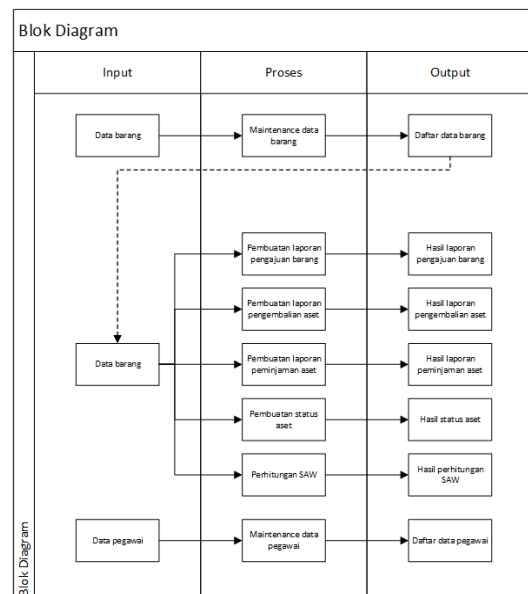 Blok Diagram
Input
Proses
Output
Data barang
Maintenance data
barang
Daftar data barang
Pembuatan laporan
pengajuan barang
Hasil laporan
pengajuan barang
Pembuatan laporan
pengembalian aset
Hasil laporan
pengembalian aset
Data barang
Pembuatan laporan
peminjaman aset
Hasil laporan
peminjaman aset
Pembuatan status
aset
Hasil status aset
Perhitungan SAW
Hasil perhitungan
SAW
Data pegawai
Maintenance data
pegawai
Daftar data pegawai
Blok Diagram